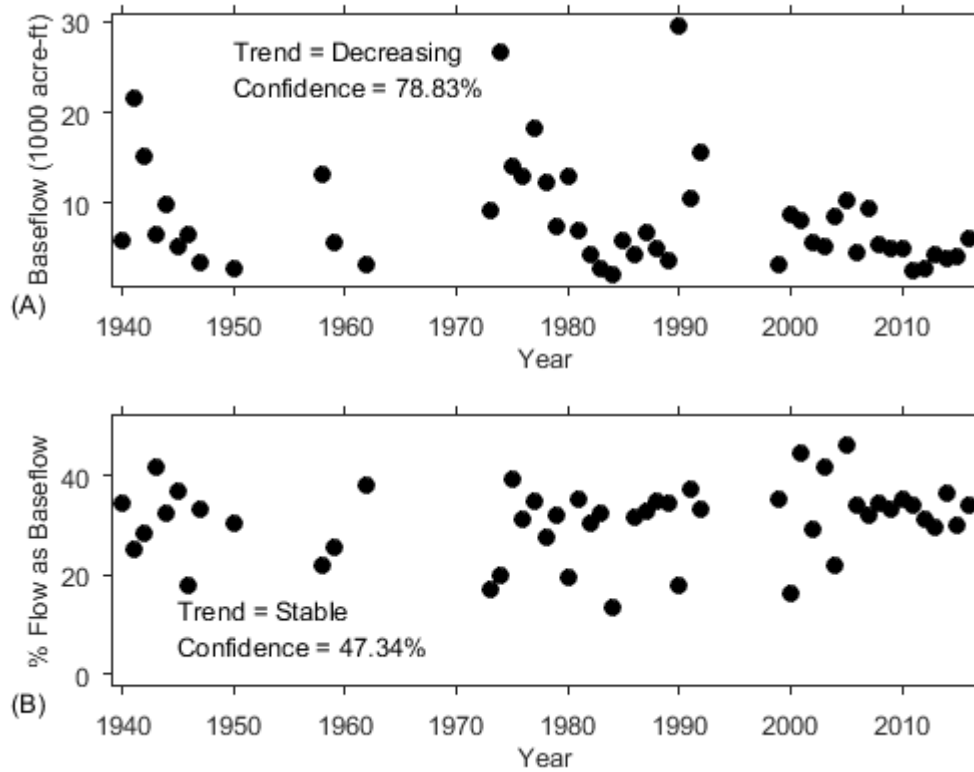 30
20
10
Baseflow (1000 acre-ft)
Trend = Decreasing
Confidence = 78.83%
(A)
1940 1950 1960 1970 1980 1990 2000 2010
Year
40
20
0
% Flow as Baseflow
Trend = Stable
Confidence = 47.34%
(B)
1940 1950 1960 1970 1980 1990 2000 2010
Year